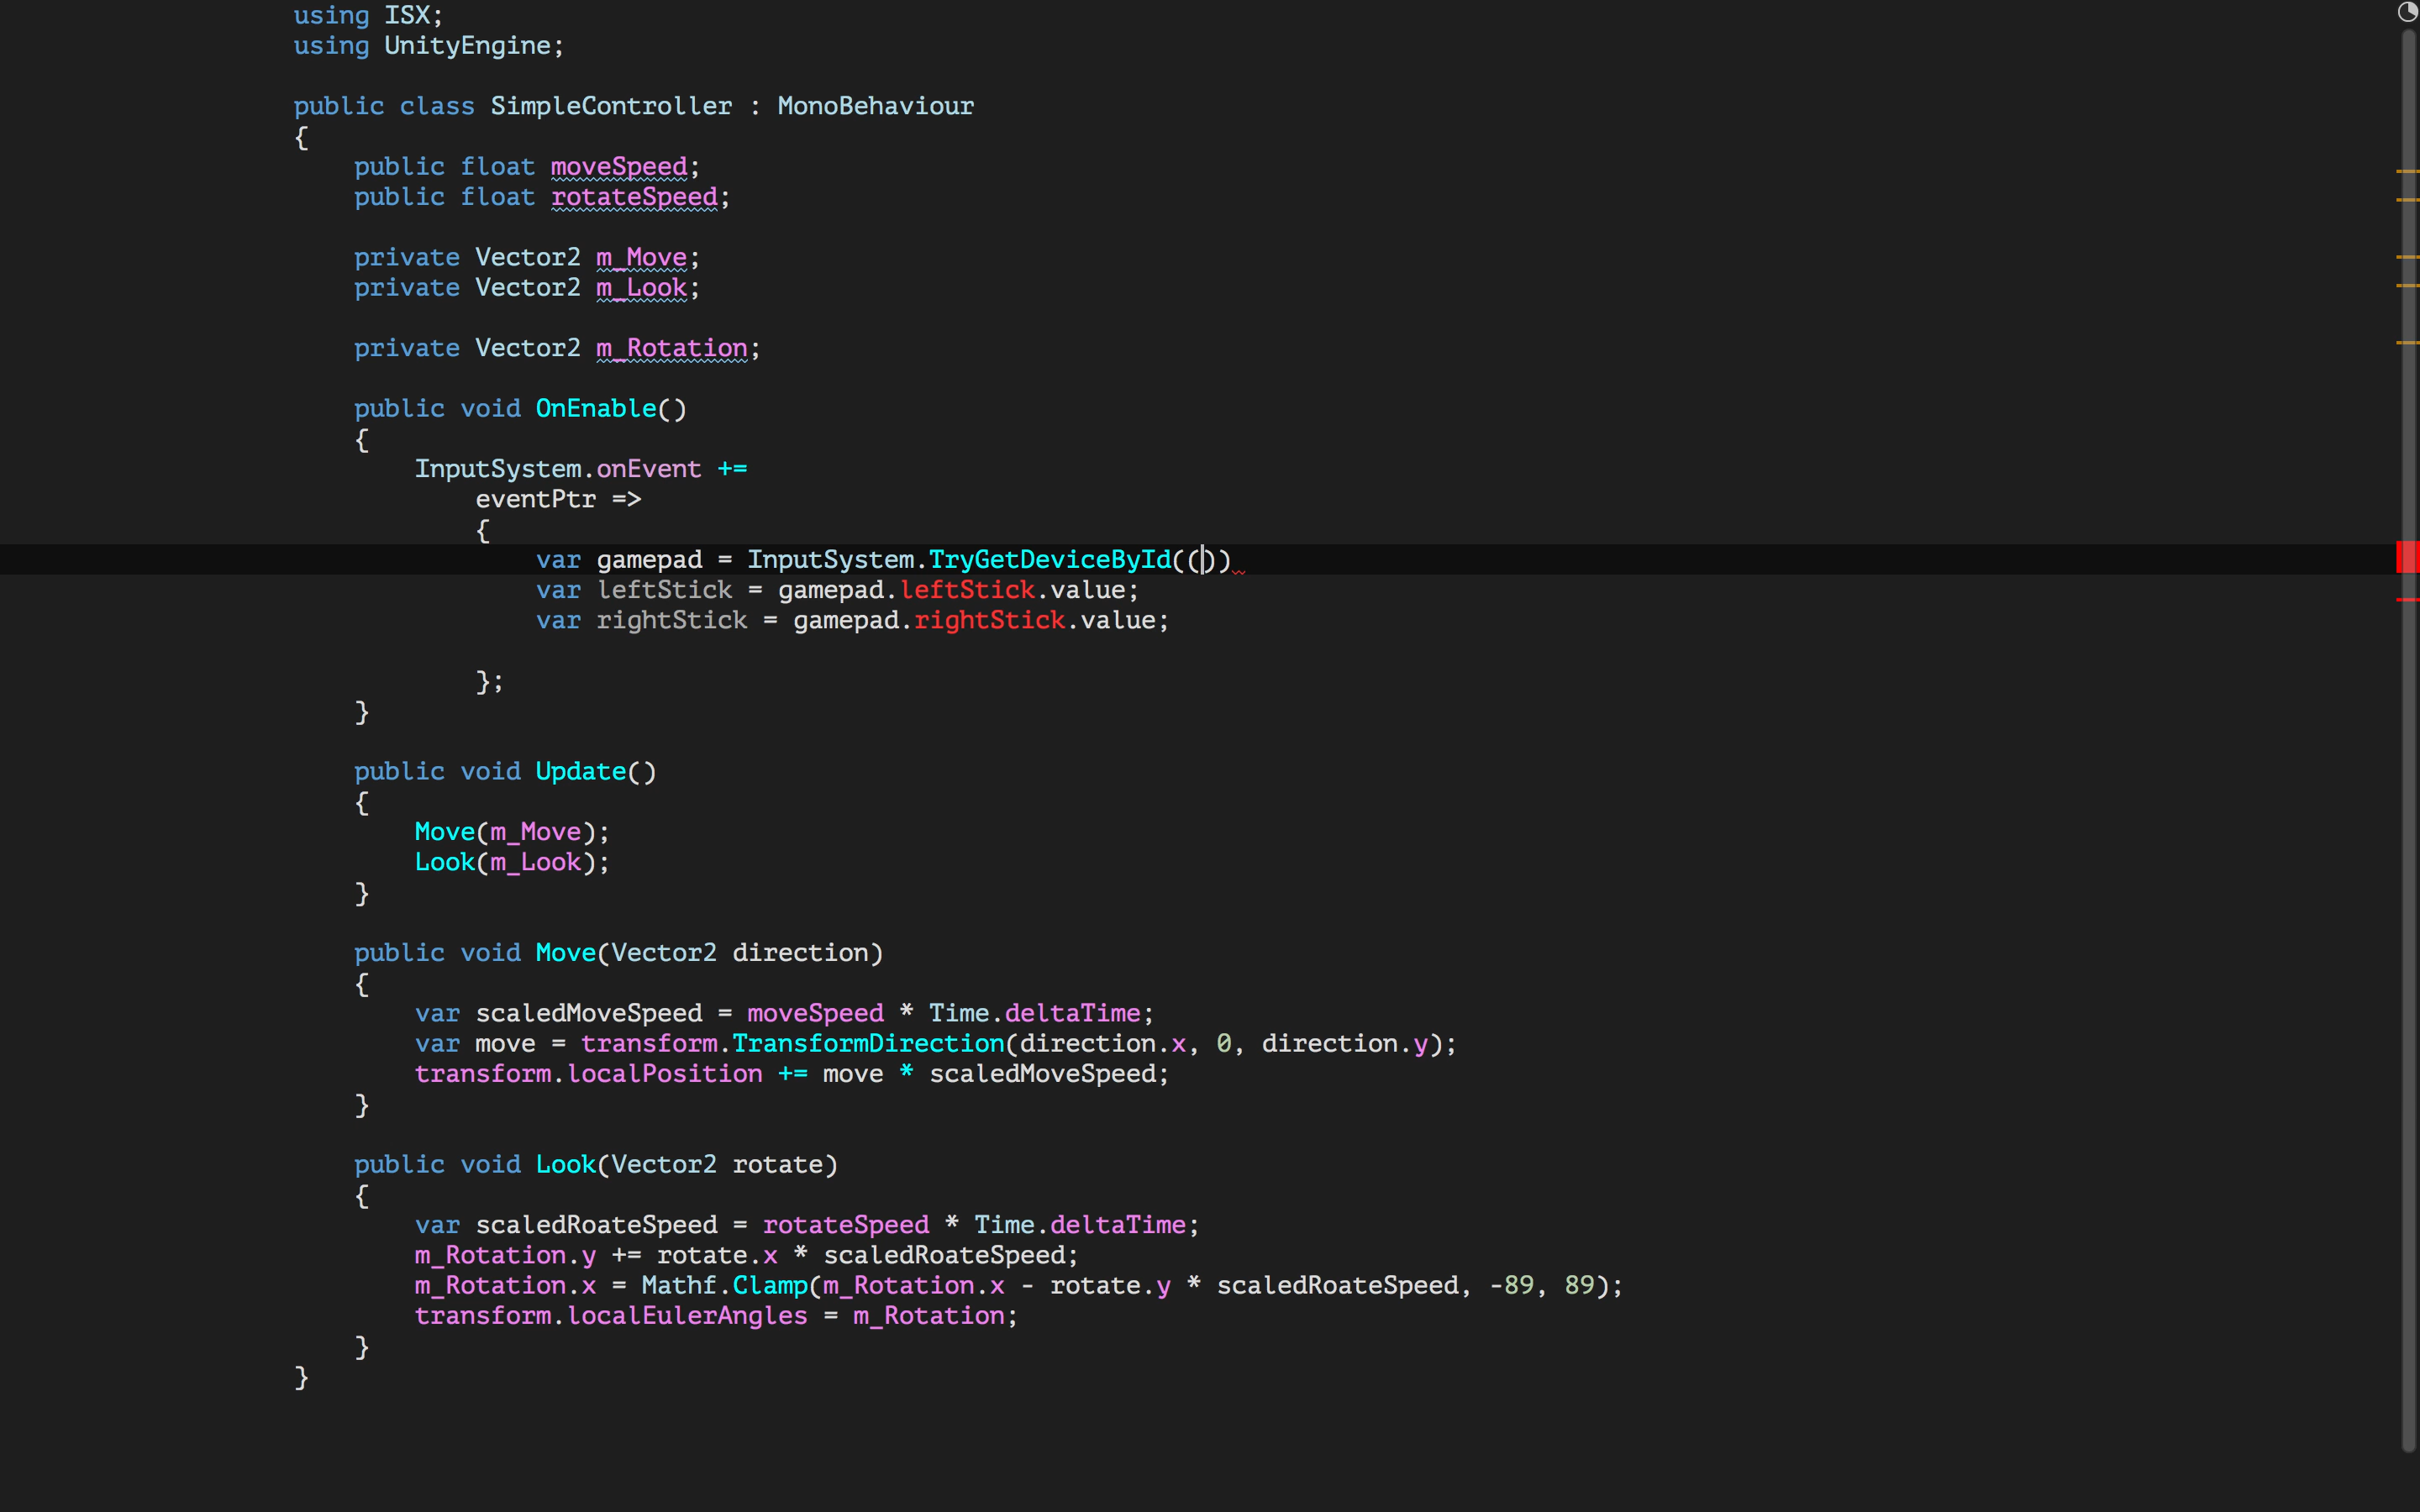 using ISX;
using UnityEngine;

public class SimpleController : MonoBehaviour
{
    public float moveSpeed;
    public float rotateSpeed;

    private Vector2 m_Move;
    private Vector2 m_Look;

    private Vector2 m_Rotation;

    public void OnEnable()
    {
        InputSystem.onEvent +=
            eventPtr =>
            {
                var gamepad = InputSystem.TryGetDeviceById(())
                var leftStick = gamepad.leftStick.value;
                var rightStick = gamepad.rightStick.value;

            };
    }

    public void Update()
    {
        Move(m_Move);
        Look(m_Look);
    }

    public void Move(Vector2 direction)
    {
        var scaledMoveSpeed = moveSpeed * Time.deltaTime;
        var move = transform.TransformDirection(direction.x, 0, direction.y);
        transform.localPosition += move * scaledMoveSpeed;
    }

    public void Look(Vector2 rotate)
    {
        var scaledRoateSpeed = rotateSpeed * Time.deltaTime;
        m_Rotation.y += rotate.x * scaledRoateSpeed;
        m_Rotation.x = Mathf.Clamp(m_Rotation.x - rotate.y * scaledRoateSpeed, -89, 89);
        transform.localEulerAngles = m_Rotation;
    }
}